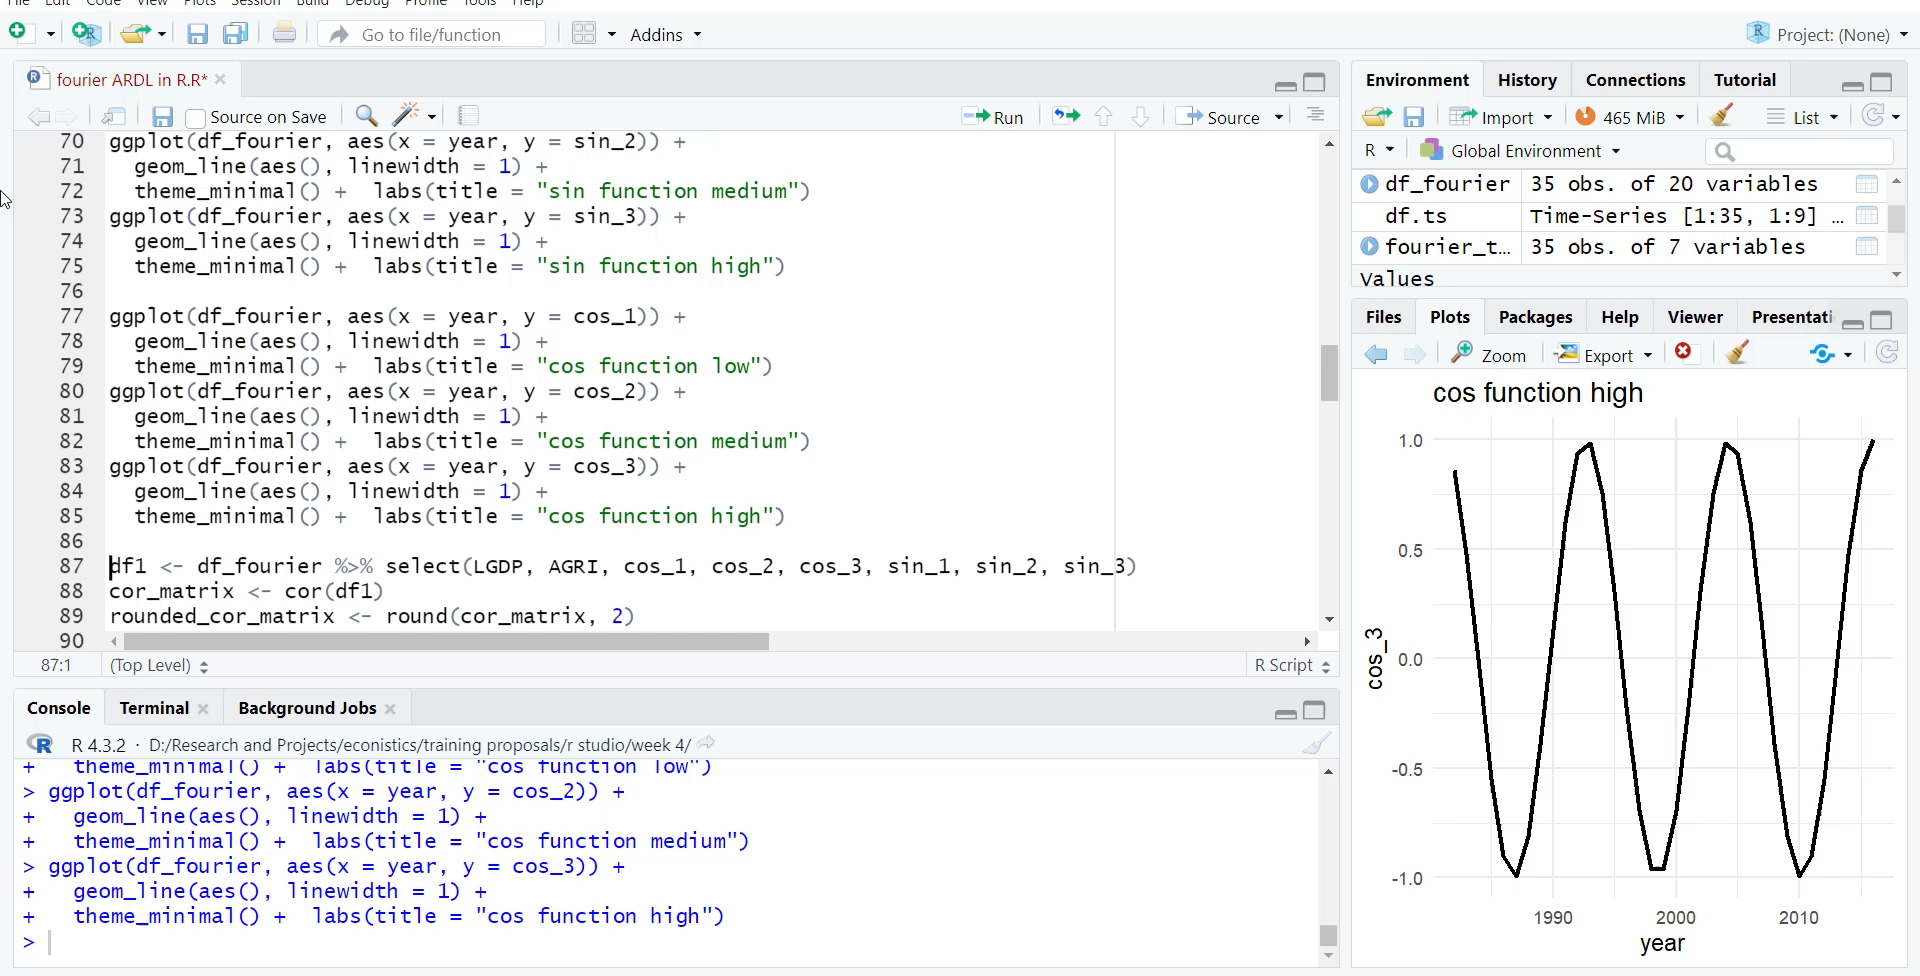 File Edit Code View Plots Session Build Debug Profile Tools Help
Go to file/function
Addins
Project: (None)
fourier ARDL in R.R*
Source on Save
Run
Source
70 ggplot(df_fourier, aes(x = year, y = sin_2)) +
71 geom_line(aes(), linewidth = 1) +
72 theme_minimal() + labs(title = "sin function medium")
73 ggplot(df_fourier, aes(x = year, y = sin_3)) +
74 geom_line(aes(), linewidth = 1) +
75 theme_minimal() + labs(title = "sin function high")
76
77 ggplot(df_fourier, aes(x = year, y = cos_1)) +
78 geom_line(aes(), linewidth = 1) +
79 theme_minimal() + labs(title = "cos function low")
80 ggplot(df_fourier, aes(x = year, y = cos_2)) +
81 geom_line(aes(), linewidth = 1) +
82 theme_minimal() + labs(title = "cos function medium")
83 ggplot(df_fourier, aes(x = year, y = cos_3)) +
84 geom_line(aes(), linewidth = 1) +
85 theme_minimal() + labs(title = "cos function high")
86
87 df1 <- df_fourier %>% select(LGDP, AGRI, cos_1, cos_2, cos_3, sin_1, sin_2, sin_3)
88 cor_matrix <- cor(df1)
89 rounded_cor_matrix <- round(cor_matrix, 2)
90
87:1 (Top Level) R Script
Console Terminal Background Jobs
R 4.3.2 · D:/Research and Projects/econistics/training proposals/r studio/week 4/
+ theme_minimal() + labs(title = "cos function low")
> ggplot(df_fourier, aes(x = year, y = cos_2)) +
+ geom_line(aes(), linewidth = 1) +
+ theme_minimal() + labs(title = "cos function medium")
> ggplot(df_fourier, aes(x = year, y = cos_3)) +
+ geom_line(aes(), linewidth = 1) +
+ theme_minimal() + labs(title = "cos function high")
>
Environment History Connections Tutorial
Import 465 MiB List
R Global Environment
df_fourier 35 obs. of 20 variables
df.ts Time-Series [1:35, 1:9] ...
fourier_t... 35 obs. of 7 variables
Values
Files Plots Packages Help Viewer Presentati
Zoom Export
cos function high
1.0
0.5
0.0
-0.5
-1.0
cos_3
1990 2000 2010
year